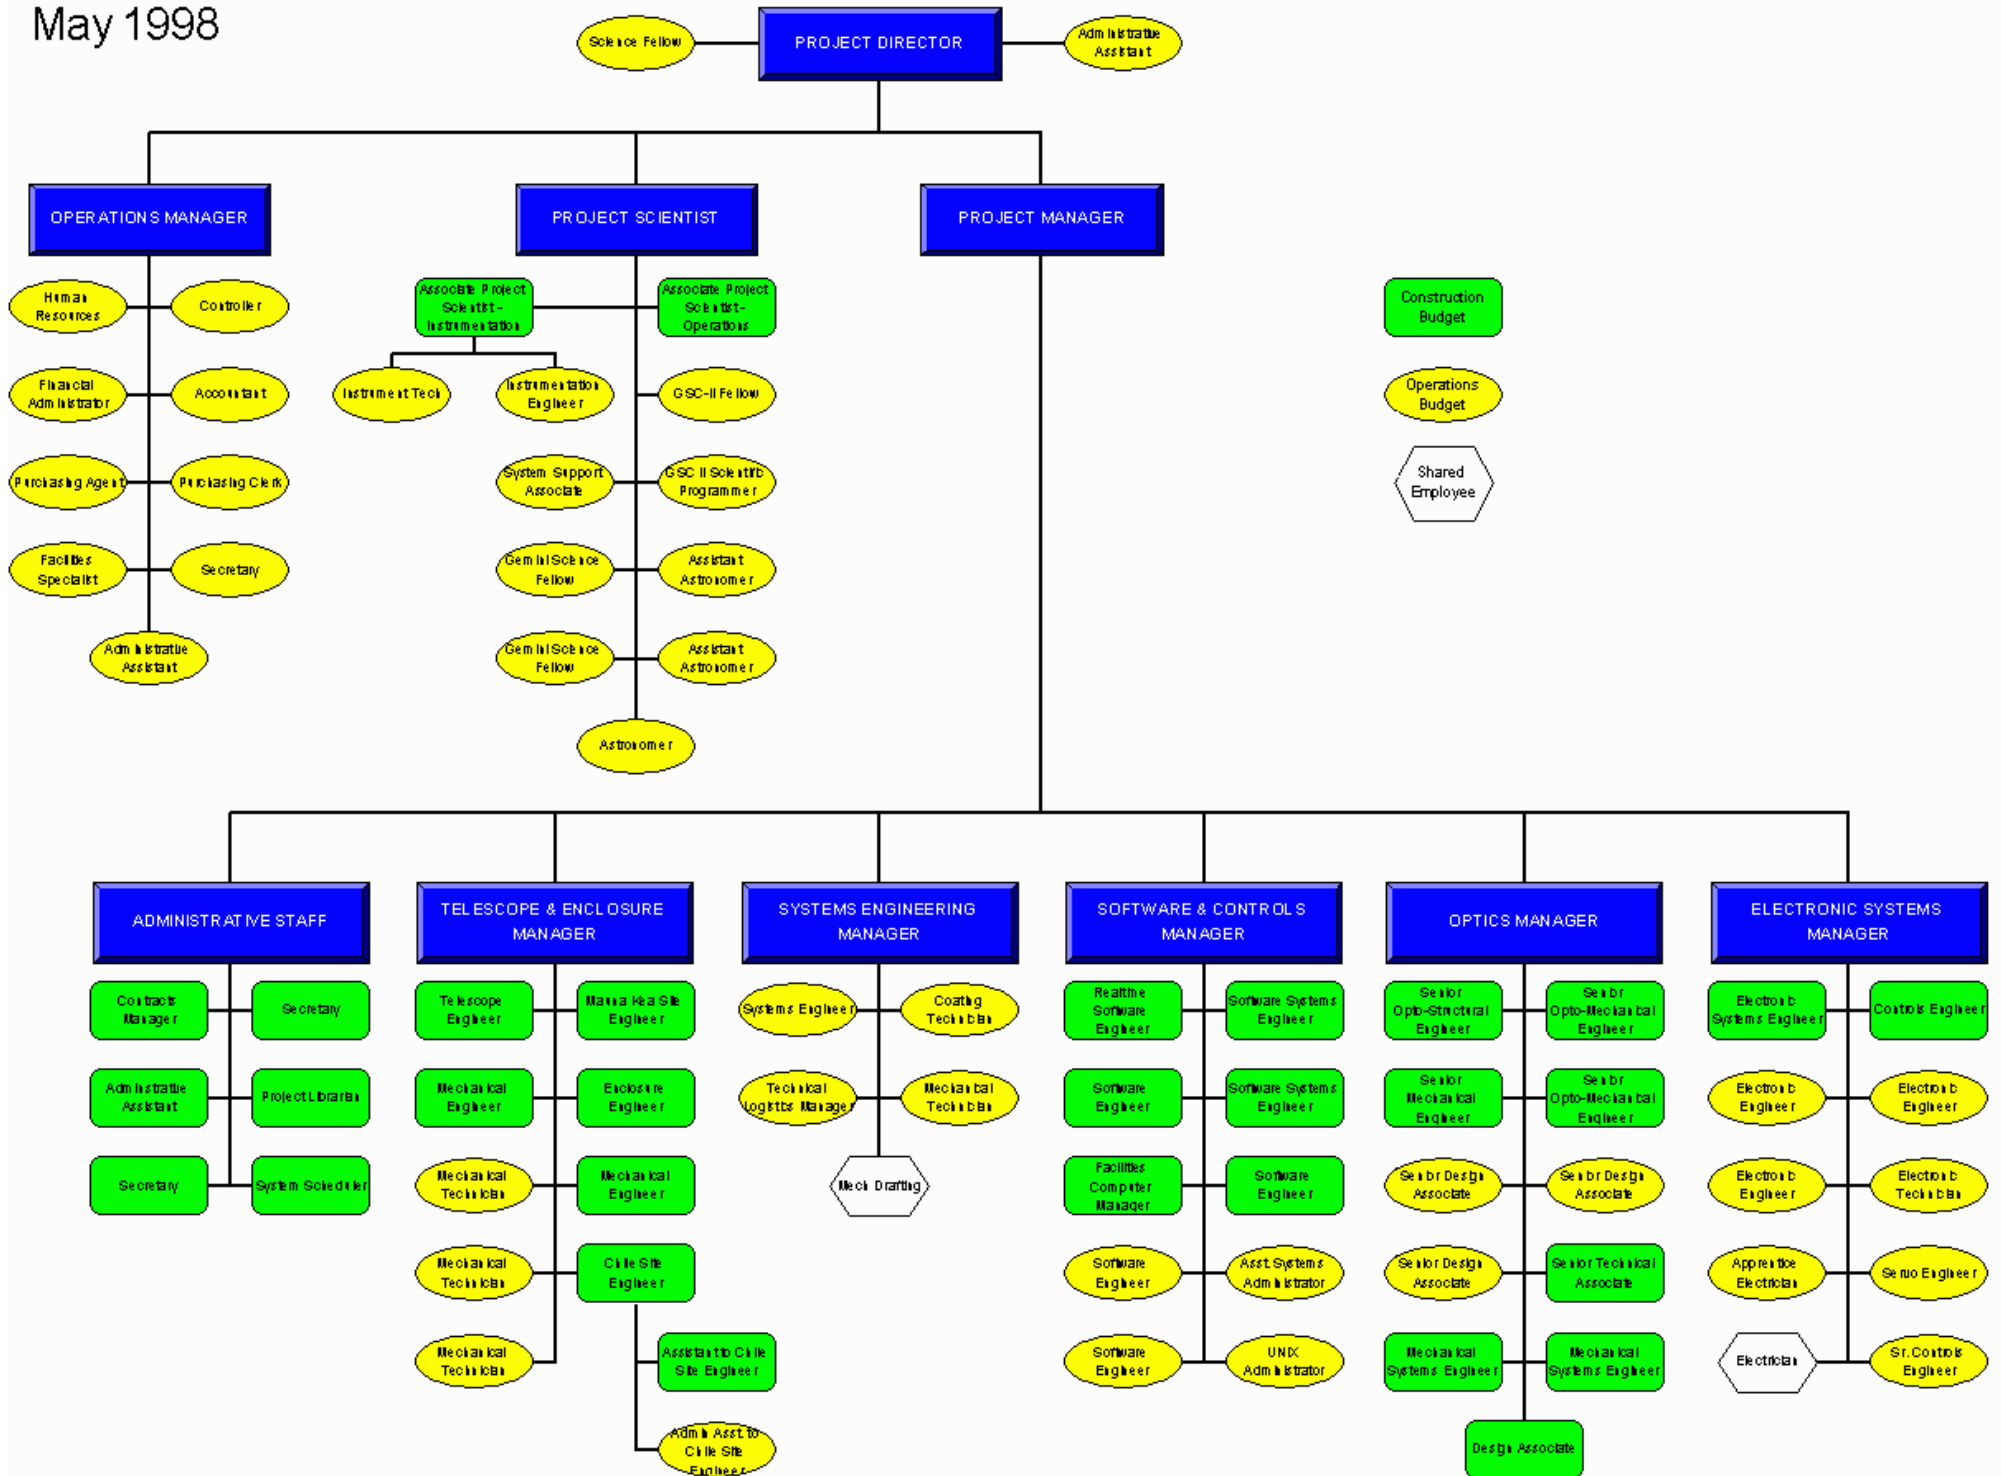 May 1998
Science Fellow
PROJECT DIRECTOR
Administrative
Assistant
OPERATIONS MANAGER
PROJECT SCIENTIST
PROJECT MANAGER
Human
Resources
Controller
Associate Project
Scientist -
Instrumentation
Associate Project
Scientist-
Operations
Construction
Budget
Financial
Administrator
Accountant
Instrument Tech
Instrumentation
Engineer
GSC-II Fellow
Operations
Budget
Purchasing Agent
Purchasing Clerk
System Support
Associate
GSC II Scientific
Programmer
Shared
Employee
Facilities
Specialist
Secretary
Gemini Science
Fellow
Assistant
Astronomer
Administrative
Assistant
Gemini Science
Fellow
Assistant
Astronomer
Astronomer
ADMINISTRATIVE STAFF
TELESCOPE & ENCLOSURE
MANAGER
SYSTEMS ENGINEERING
MANAGER
SOFTWARE & CONTROLS
MANAGER
OPTICS MANAGER
ELECTRONIC SYSTEMS
MANAGER
Contracts
Manager
Secretary
Telescope
Engineer
Mauna Kea Site
Engineer
Systems Engineer
Coating
Technician
Realtime
Software
Engineer
Software Systems
Engineer
Senior
Opto-Structural
Engineer
Senior
Opto-Mechanical
Engineer
Electronic
Systems Engineer
Controls Engineer
Administrative
Assistant
Project Librarian
Mechanical
Engineer
Enclosure
Engineer
Technical
Logistics Manager
Mechanical
Technician
Software
Engineer
Software Systems
Engineer
Senior
Mechanical
Engineer
Senior
Opto-Mechanical
Engineer
Electronic
Engineer
Electronic
Engineer
Secretary
System Scheduler
Mechanical
Technician
Mechanical
Engineer
Mech Drafting
Facilities
Computer
Manager
Software
Engineer
Senior Design
Associate
Senior Design
Associate
Electronic
Engineer
Electronic
Technician
Mechanical
Technician
Chile Site
Engineer
Software
Engineer
Asst. Systems
Administrator
Senior Design
Associate
Senior Technical
Associate
Apprentice
Electrician
Servo Engineer
Mechanical
Technician
Assistant to Chile
Site Engineer
Software
Engineer
UNIX
Administrator
Mechanical
Systems Engineer
Mechanical
Systems Engineer
Electrician
Sr. Controls
Engineer
Admin Asst. to
Chile Site
Engineer
Design Associate